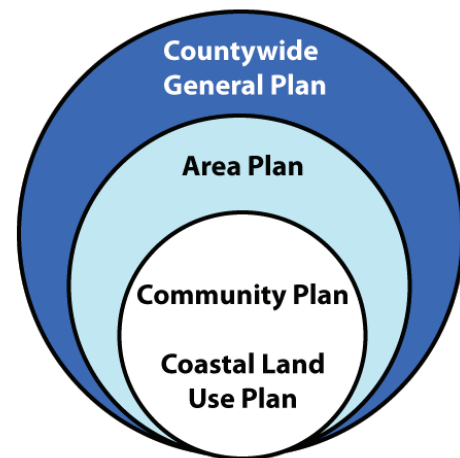 Countywide
General Plan
Area Plan
Community Plan
Coastal Land
Use Plan